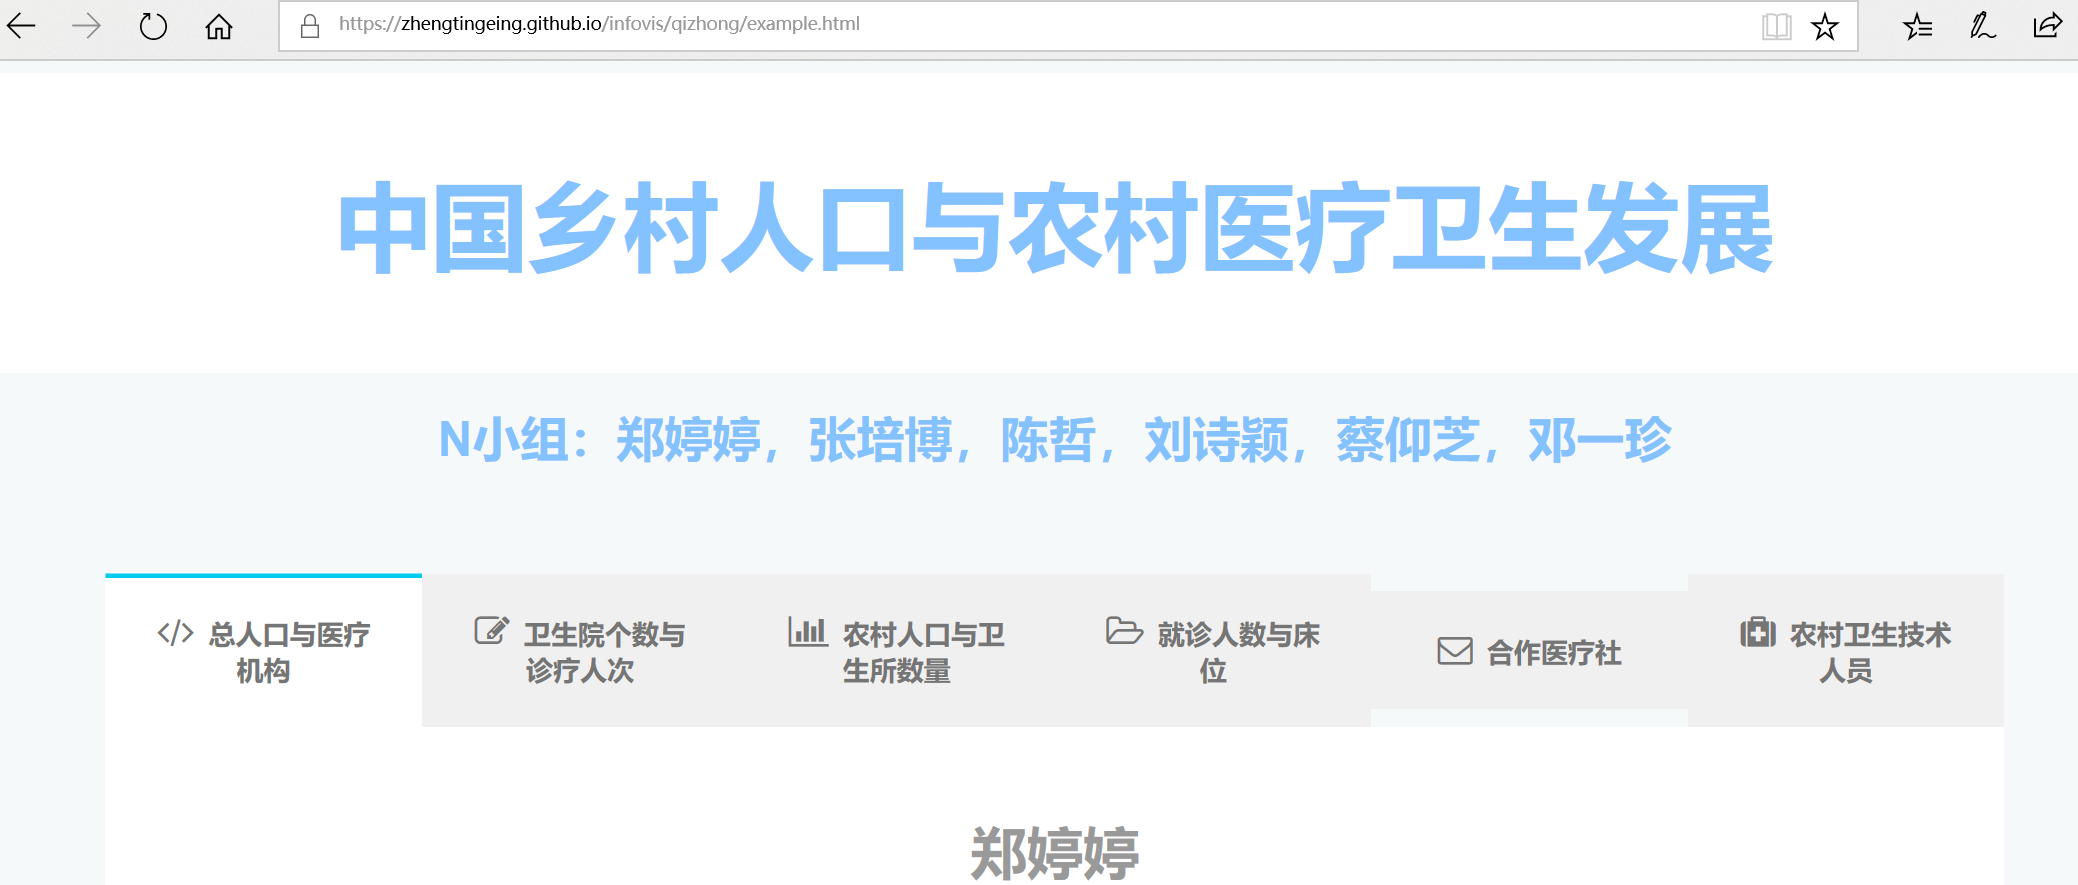 https://zhengtingeing.github.io/infovis/qizhong/example.html
中国乡村人口与农村医疗卫生发展
N小组：郑婷婷，张培博，陈哲，刘诗颖，蔡仰芝，邓一珍
总人口与医疗
机构
卫生院个数与
诊疗人次
农村人口与卫
生所数量
就诊人数与床
位
合作医疗社
农村卫生技术
人员
郑婷婷